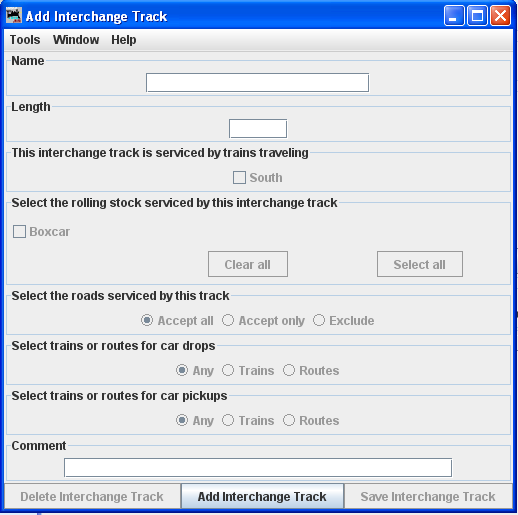 Add Interchange Track
Tools Window Help
Name
Length
This interchange track is serviced by trains traveling
South
Select the rolling stock serviced by this interchange track
Boxcar
Clear all Select all
Select the roads serviced by this track
Accept all Accept only Exclude
Select trains or routes for car drops
Any Trains Routes
Select trains or routes for car pickups
Any Trains Routes
Comment
Delete Interchange Track Add Interchange Track Save Interchange Track